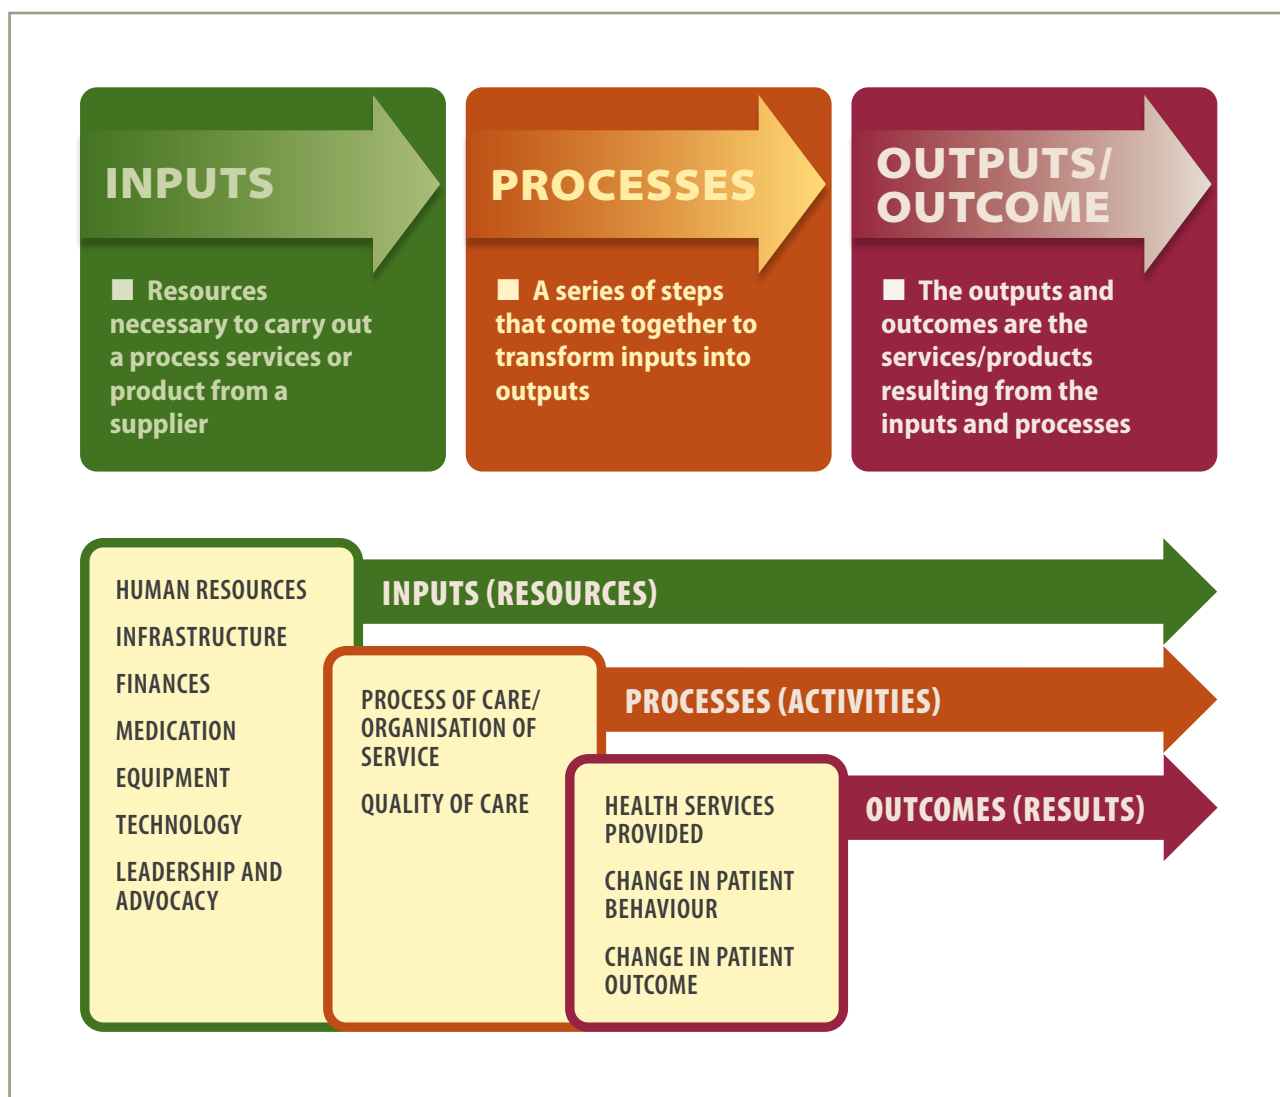 INPUTS
■ Resources
necessary to carry out
a process services or
product from a
supplier
PROCESSES
■ A series of steps
that come together to
transform inputs into
outputs
OUTPUTS/
OUTCOME
■ The outputs and
outcomes are the
services/products
resulting from the
inputs and processes
HUMAN RESOURCES
INFRASTRUCTURE
FINANCES
MEDICATION
EQUIPMENT
TECHNOLOGY
LEADERSHIP AND
ADVOCACY
INPUTS (RESOURCES)
PROCESS OF CARE/
ORGANISATION OF
SERVICE
QUALITY OF CARE
PROCESSES (ACTIVITIES)
HEALTH SERVICES
PROVIDED
CHANGE IN PATIENT
BEHAVIOUR
CHANGE IN PATIENT
OUTCOME
OUTCOMES (RESULTS)